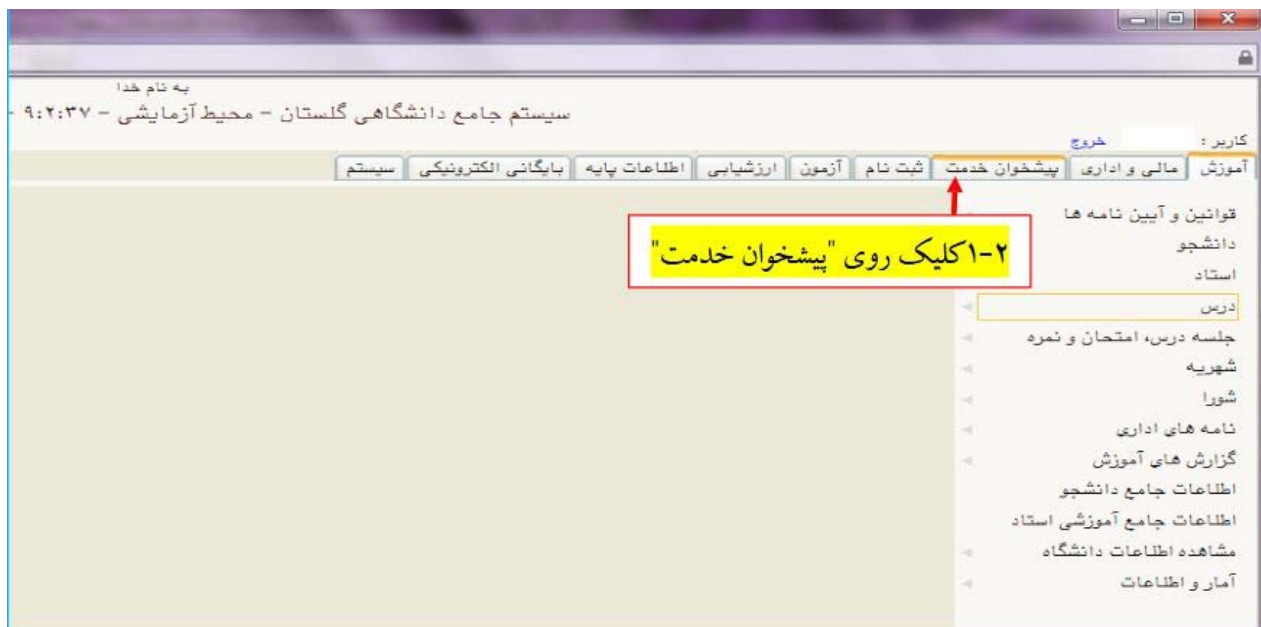 به نام خدا
سیستم جامع دانشگاهی گلستان - محیط آزمایشی - ۹:۲:۳۷ -
کاربر : خروج
آموزش مالی و اداری پیشخوان خدمت ثبت نام آزمون ارزشیابی اطلاعات پایه بایگانی الکترونیکی سیستم
قوانین و آیین نامه ها
دانشجو
۱-۲کلیک روی "پیشخوان خدمت"
استاد
درس
جلسه درس، امتحان و نمره
شهریه
شورا
نامه های اداری
گزارش های آموزش
اطلاعات جامع دانشجو
اطلاعات جامع آموزشی استاد
مشاهده اطلاعات دانشگاه
آمار و اطلاعات